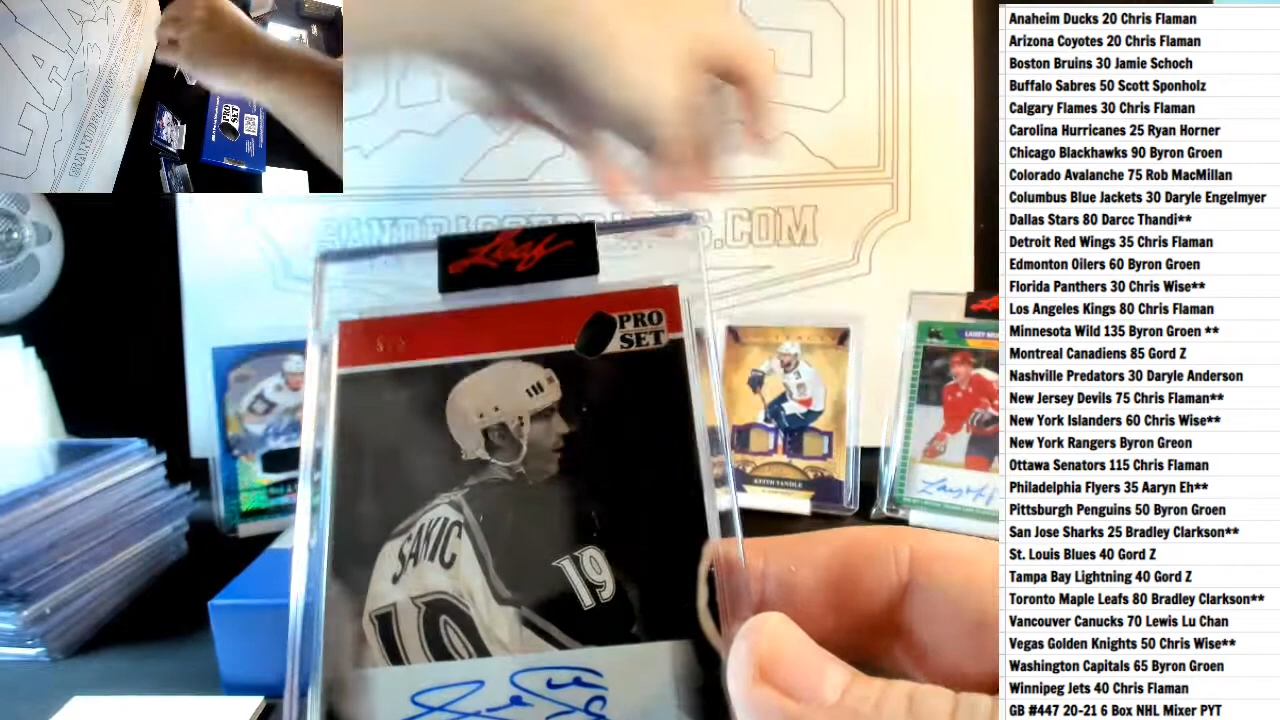 PRO
SET
BANDRAGONCARDS.COM
Leaf
PRO
SET
SAKIC
19
19
KEITH YANDLE
Anaheim Ducks 20 Chris Flaman
Arizona Coyotes 20 Chris Flaman
Boston Bruins 30 Jamie Schoch
Buffalo Sabres 50 Scott Sponholz
Calgary Flames 30 Chris Flaman
Carolina Hurricanes 25 Ryan Horner
Chicago Blackhawks 90 Byron Groen
Colorado Avalanche 75 Rob MacMillan
Columbus Blue Jackets 30 Daryle Engelmyer
Dallas Stars 80 Darcc Thandi**
Detroit Red Wings 35 Chris Flaman
Edmonton Oilers 60 Byron Groen
Florida Panthers 30 Chris Wise**
Los Angeles Kings 80 Chris Flaman
Minnesota Wild 135 Byron Groen **
Montreal Canadiens 85 Gord Z
Nashville Predators 30 Daryle Anderson
New Jersey Devils 75 Chris Flaman**
New York Islanders 60 Chris Wise**
New York Rangers Byron Greon
Ottawa Senators 115 Chris Flaman
Philadelphia Flyers 35 Aaryn Eh**
Pittsburgh Penguins 50 Byron Groen
San Jose Sharks 25 Bradley Clarkson**
St. Louis Blues 40 Gord Z
Tampa Bay Lightning 40 Gord Z
Toronto Maple Leafs 80 Bradley Clarkson**
Vancouver Canucks 70 Lewis Lu Chan
Vegas Golden Knights 50 Chris Wise**
Washington Capitals 65 Byron Groen
Winnipeg Jets 40 Chris Flaman
GB #447 20-21 6 Box NHL Mixer PYT